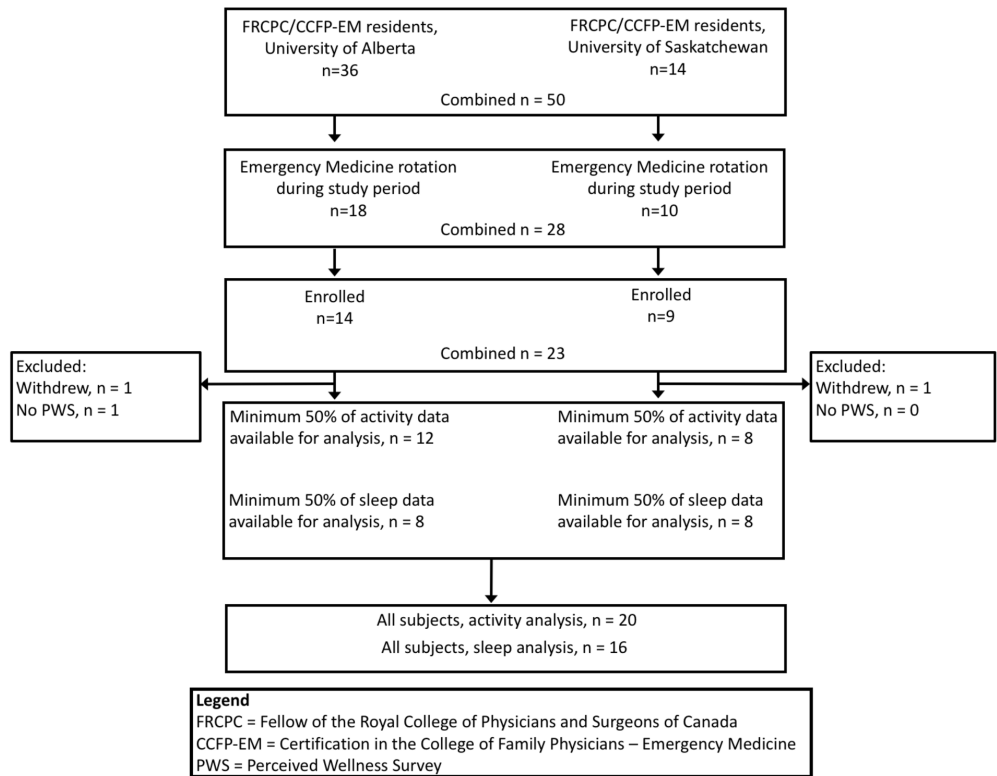 FRCPC/CCFP-EM residents,
University of Alberta
n=36
FRCPC/CCFP-EM residents,
University of Saskatchewan
n=14
Combined n = 50
Emergency Medicine rotation
during study period
n=18
Emergency Medicine rotation
during study period
n=10
Combined n = 28
Enrolled
n=14
Enrolled
n=9
Combined n = 23
Excluded:
Withdrew, n = 1
No PWS, n = 1
Excluded:
Withdrew, n = 1
No PWS, n = 0
Minimum 50% of activity data
available for analysis, n = 12
Minimum 50% of activity data
available for analysis, n = 8
Minimum 50% of sleep data
available for analysis, n = 8
Minimum 50% of sleep data
available for analysis, n = 8
All subjects, activity analysis, n = 20
All subjects, sleep analysis, n = 16
Legend
FRCPC = Fellow of the Royal College of Physicians and Surgeons of Canada
CCFP-EM = Certification in the College of Family Physicians – Emergency Medicine
PWS = Perceived Wellness Survey